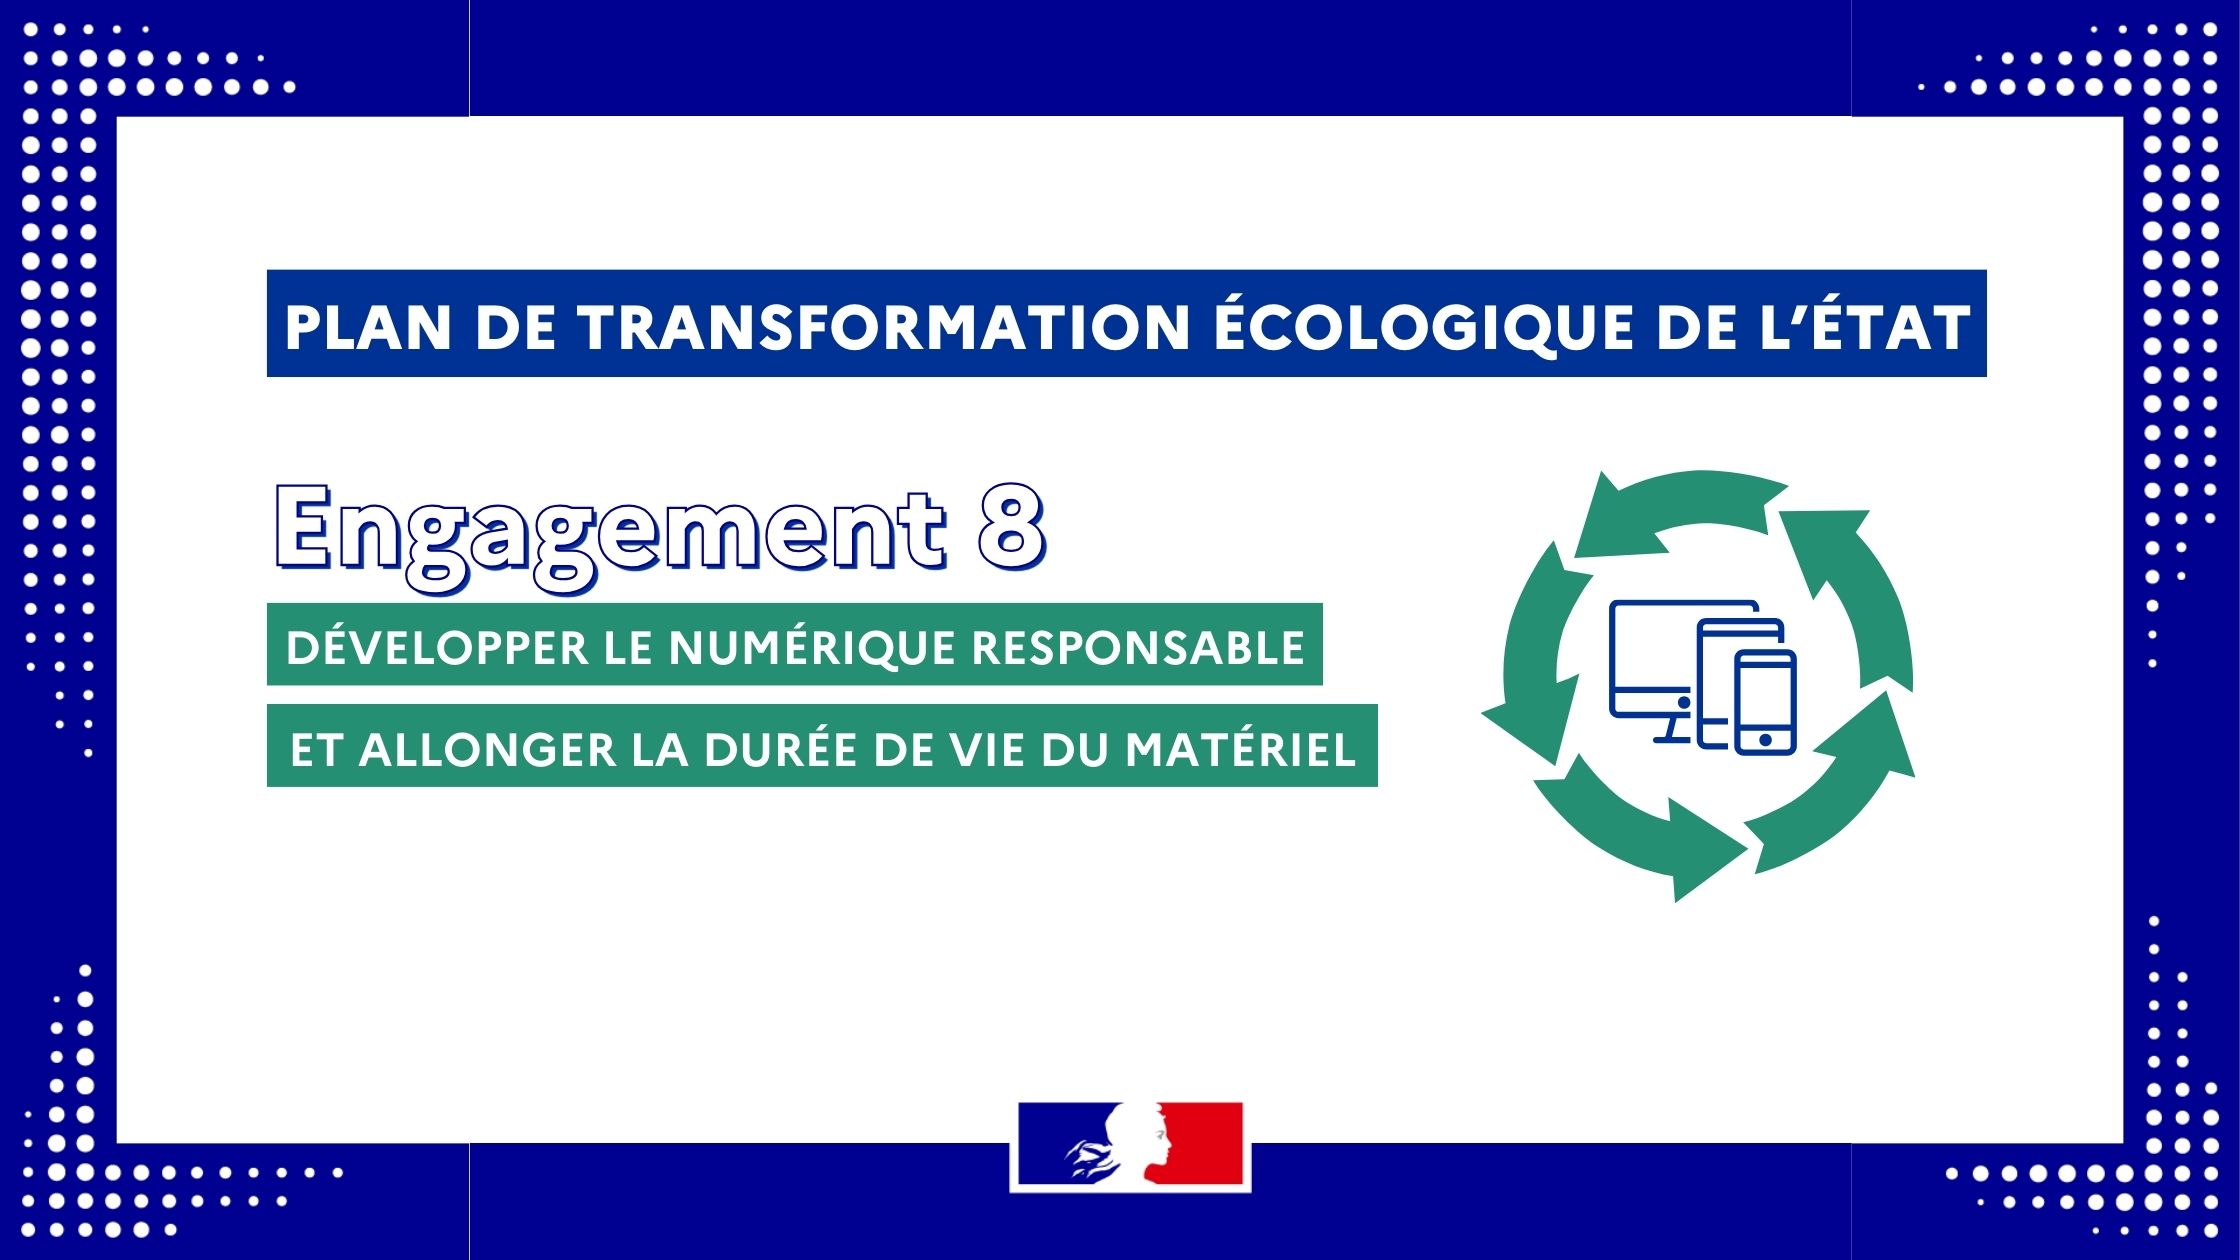 PLAN DE TRANSFORMATION ÉCOLOGIQUE DE L’ÉTAT
Engagement 8
DÉVELOPPER LE NUMÉRIQUE RESPONSABLE
ET ALLONGER LA DURÉE DE VIE DU MATÉRIEL